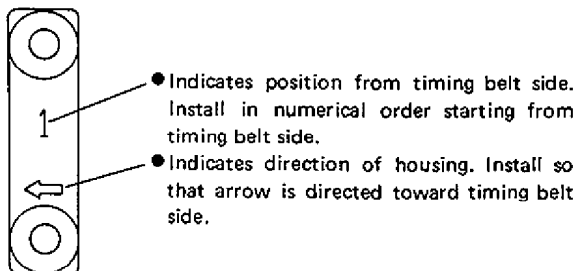 1
● Indicates position from timing belt side.
Install in numerical order starting from
timing belt side.
● Indicates direction of housing. Install so
that arrow is directed toward timing belt
side.